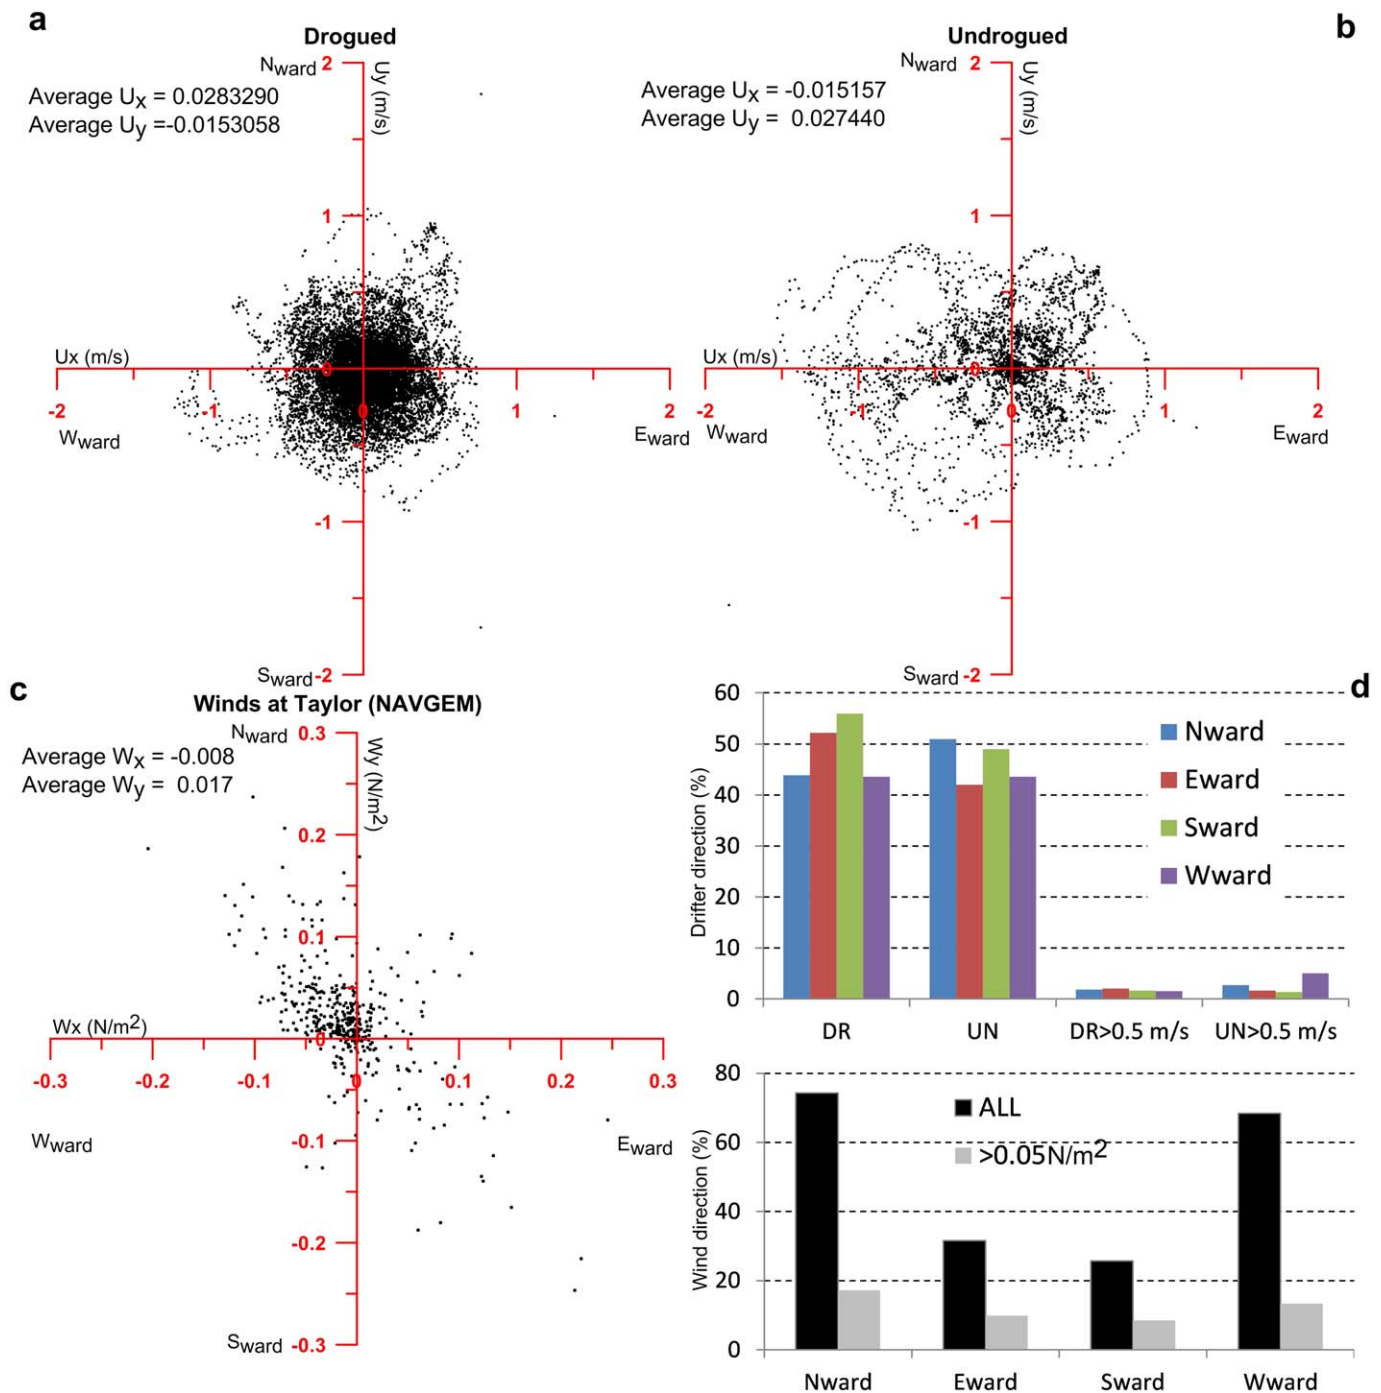 a
Drogued
Nward 2
Uy (m/s)
Average Ux = 0.0283290
Average Uy =-0.0153058
1
Ux (m/s)
0
-2 -1 0 1 2
Wward
Eward
-1
Sward -2
b
Undrogued
Nward 2
Uy (m/s)
Average Ux = -0.015157
Average Uy = 0.027440
1
Ux (m/s)
0
-2 -1 0 1 2
Wward
Eward
-1
Sward -2
c
Winds at Taylor (NAVGEM)
Nward 0.3
Wy (N/m2)
Average Wx = -0.008
Average Wy = 0.017
0.2
0.1
Wx (N/m2)
0
-0.3 -0.2 -0.1 0 0.1 0.2 0.3
Wward
Eward
-0.1
-0.2
Sward -0.3
d
Drifter direction (%)
60
50
40
30
20
10
0
Nward
Eward
Sward
Wward
DR UN DR>0.5 m/s UN>0.5 m/s
Wind direction (%)
80
60
40
20
0
ALL
>0.05N/m2
Nward Eward Sward Wward